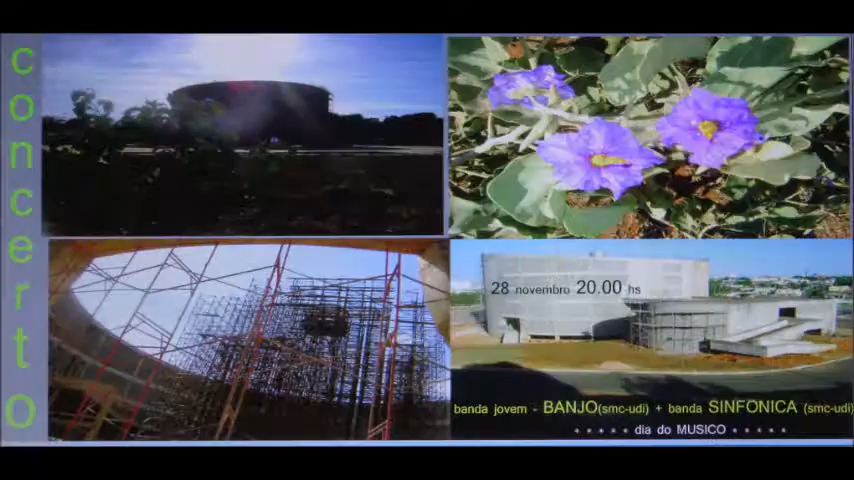 concerto
28 novembro 20.00 hs
banda jovem - BANJO(smc-udi) + banda SINFONICA (smc-udi)
* * * * * dia do MUSICO * * * * *